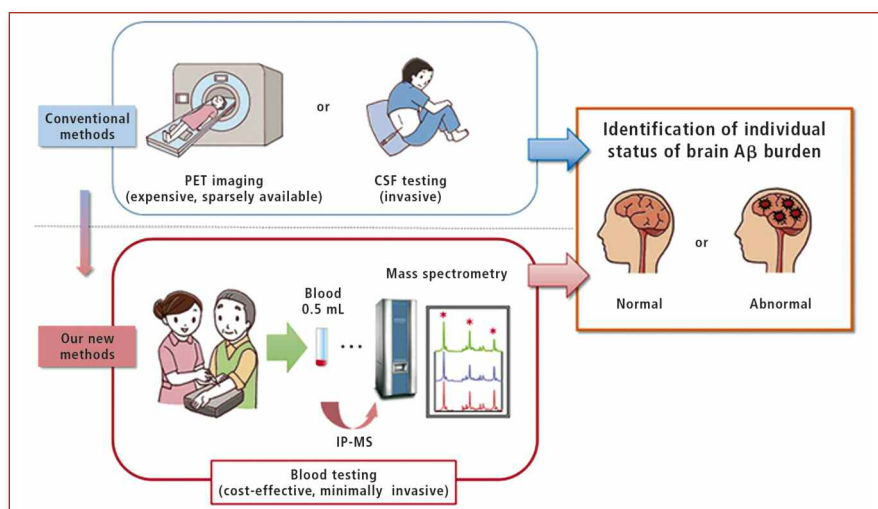 Conventional
methods
PET imaging
(expensive, sparsely available)
or
CSF testing
(invasive)
Identification of individual
status of brain Aβ burden
or
Normal
Abnormal
Our new
methods
Blood
0.5 mL
...
Mass spectrometry
* * *
IP-MS
Blood testing
(cost-effective, minimally invasive)